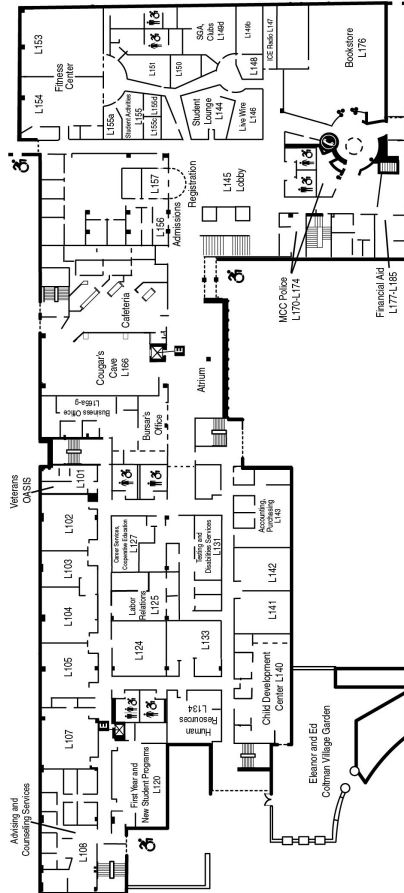 L153
L154
Fitness
Center
L151
L150
SGA,
Clubs
L149d
L149b
L148
ICE Radio L147
Bookstore
L176
L155a
Student Activities
L155
L155c
L155d
Student
Lounge
L144
Live Wire
L146
L157
L156
Admissions
Registration
L145
Lobby
MCC Police
L170-L174
Financial Aid
L177-L185
Cafeteria
Cougar's
Cave
L166
E
Atrium
Business Office
L165a-g
Bursar's
Office
Veterans
OASIS
L101
L102
L103
L104
L105
L107
L108
Advising and
Counseling Services
Career Services,
Cooperative Education
L127
Labor
Relations
L125
L124
Testing and
Disabilities Services
L131
L133
Human
Resources
L134
E
First Year and
New Student Programs
L120
Accounting,
Purchasing
L143
L142
L141
Child Development
Center L140
Eleanor and Ed
Coltman Village Garden